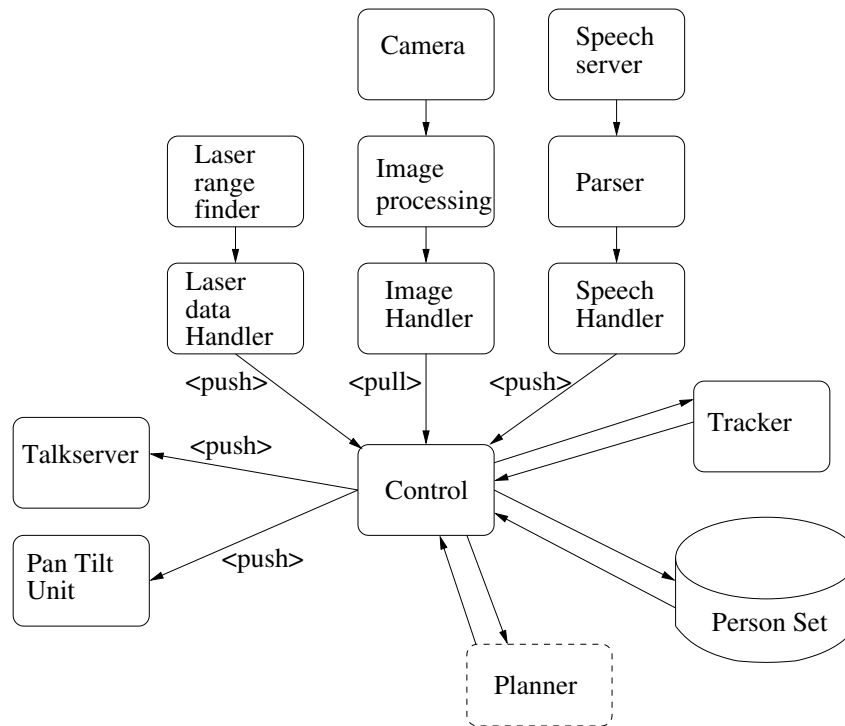 Camera
Speech
server
Laser
range
finder
Image
processing
Parser
Laser
data
Handler
Image
Handler
Speech
Handler
<push>
<pull>
<push>
Tracker
Talkserver
<push>
Control
Pan Tilt
Unit
<push>
Person Set
Planner